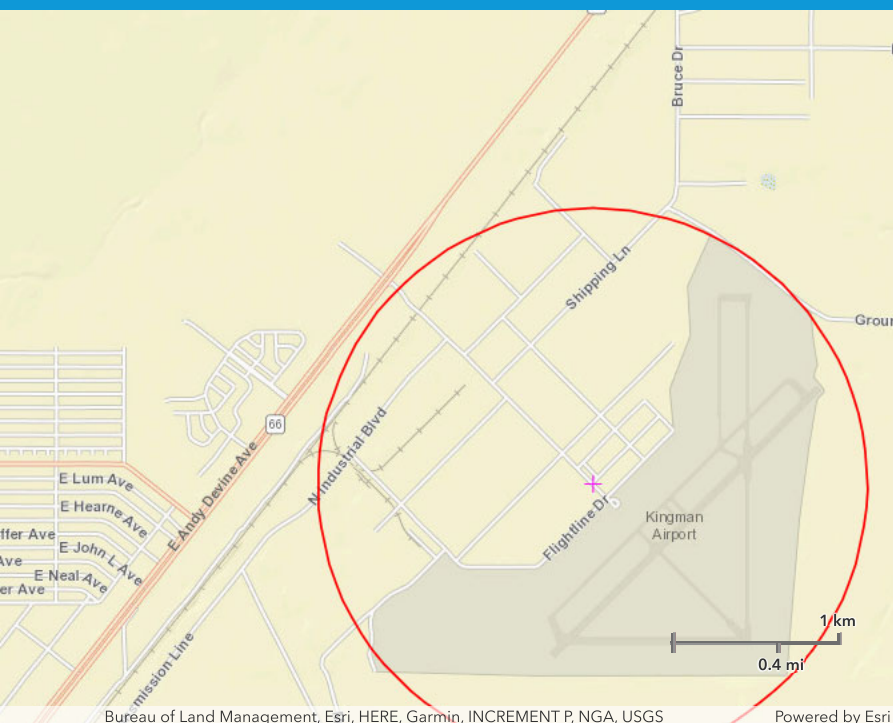 Bruce Dr
Shipping Ln
Grour
66
N Industrial Blvd
E Andy Devine Ave
E Lum Ave
E Hearne Ave
ffer Ave
E John L Ave
Ave
E Neal Ave
er Ave
Flightline Dr
Kingman
Airport
1 km
0.4 mi
smission Line
Bureau of Land Management, Esri, HERE, Garmin, INCREMENT P, NGA, USGS
Powered by Esri